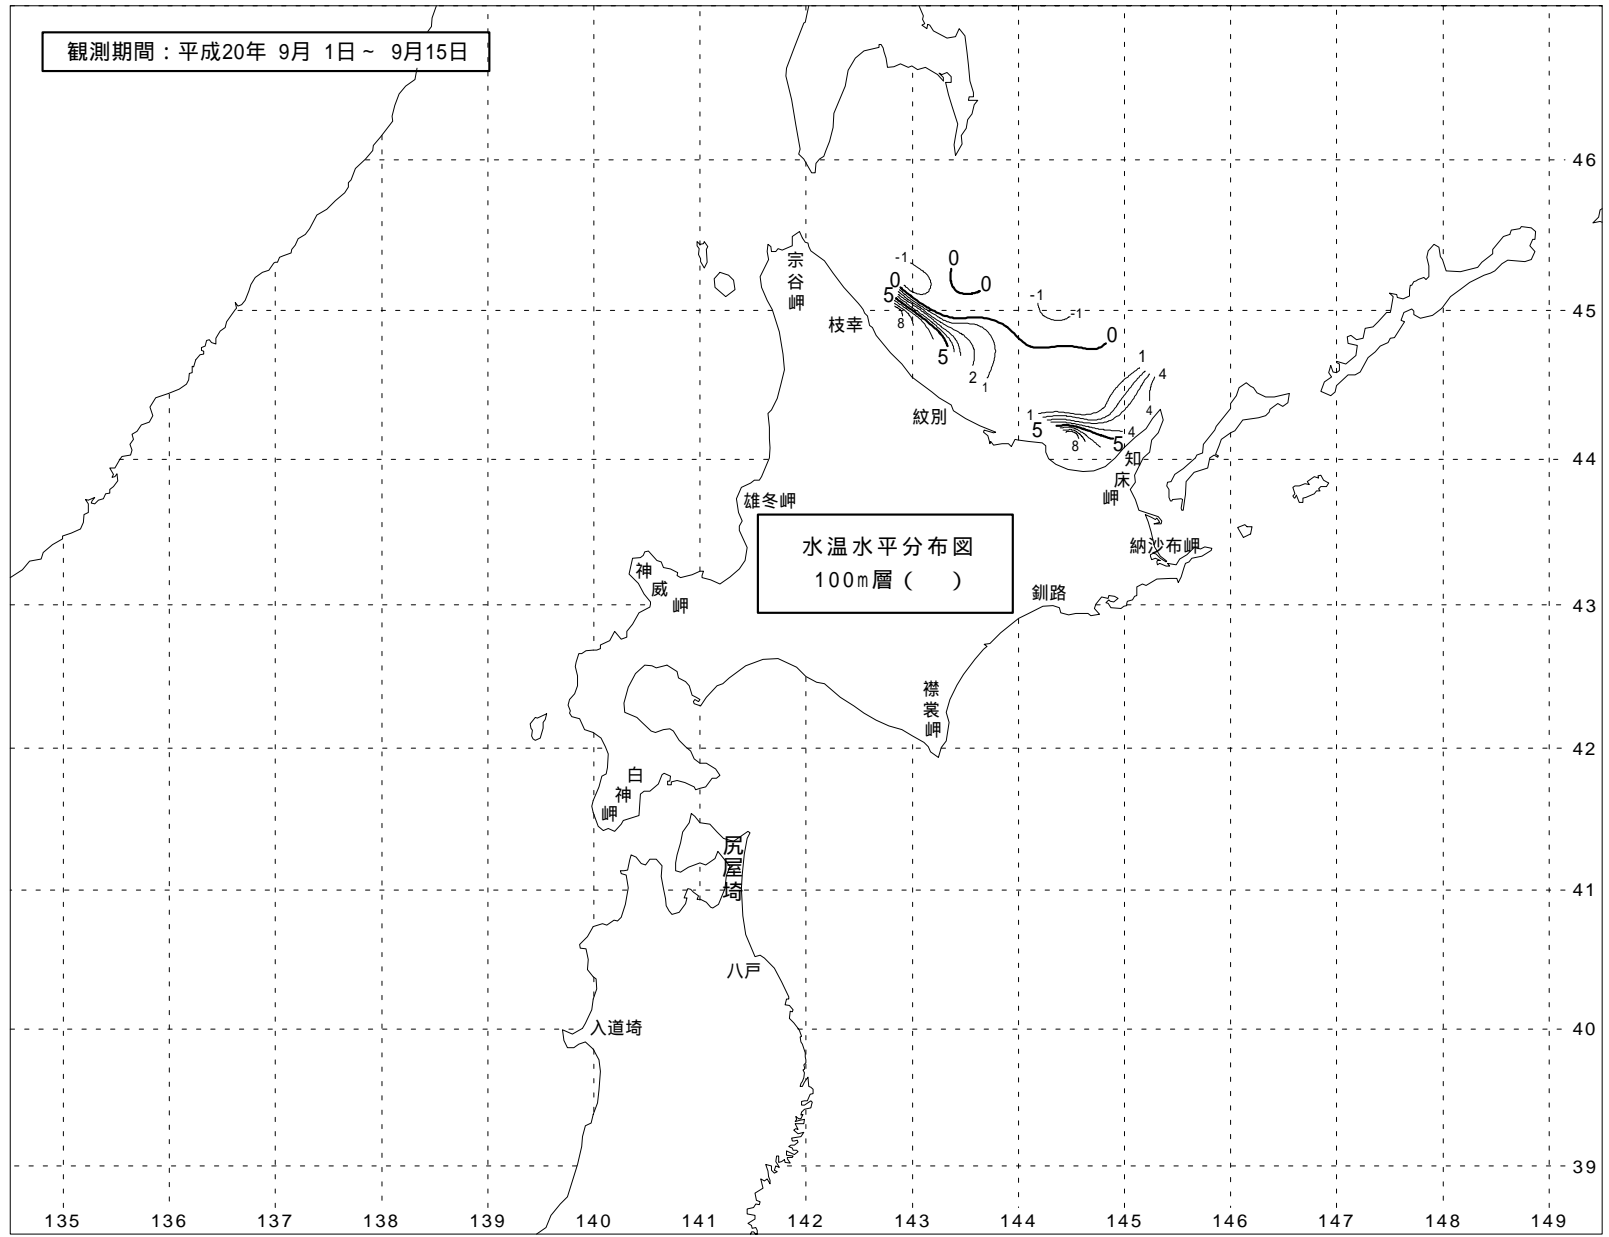 観測期間：平成20年 9月 1日～ 9月15日
46
宗谷岬
-1
0
0
0
5
-1
-1
45
8
枝幸
0
5
1
4
2
1
4
紋別
1
5
4
5
8
44
知床岬
雄冬岬
水温水平分布図
100m層（　）
納沙布岬
神威岬
釧路
43
襟裳岬
42
白神岬
尻屋埼
41
八戸
入道埼
40
39
135 136 137 138 139 140 141 142 143 144 145 146 147 148 149